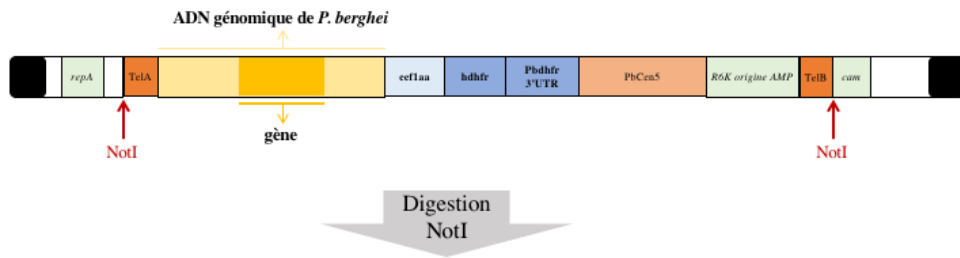 ADN génomique de P. berghei
repA
TelA
eef1aa
hdhfr
Pbdhfr
3'UTR
PbCen5
R6K origine AMP
TelB
cam
gène
NotI
NotI
Digestion
NotI